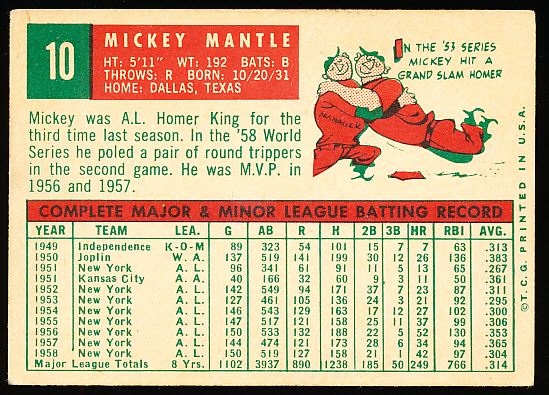 10
MICKEY MANTLE
HT: 5'11" WT: 192 BATS: B
THROWS: R BORN: 10/20/31
HOME: DALLAS, TEXAS
IN THE '53 SERIES
MICKEY HIT A
GRAND SLAM HOMER
MANAGER
Mickey was A.L. Homer King for the
third time last season. In the '58 World
Series he poled a pair of round trippers
in the second game. He was M.V.P. in
1956 and 1957.
COMPLETE MAJOR & MINOR LEAGUE BATTING RECORD
YEAR TEAM LEA. G AB R H 2B 3B HR RBI AVG.
1949 Independence K-O-M 89 323 54 101 15 7 7 63 .313
1950 Joplin W.A. 137 519 141 199 30 12 26 136 .383
1951 New York A.L. 96 341 61 91 11 5 13 65 .267
1951 Kansas City A.A. 40 166 32 60 9 3 11 50 .361
1952 New York A.L. 142 549 94 171 37 7 23 87 .311
1953 New York A.L. 127 461 105 136 24 3 21 92 .295
1954 New York A.L. 146 543 129 163 17 12 27 102 .300
1955 New York A.L. 147 517 121 158 25 11 37 99 .306
1956 New York A.L. 150 533 132 188 22 5 52 130 .353
1957 New York A.L. 144 474 121 173 28 6 34 94 .365
1958 New York A.L. 150 519 127 158 21 1 42 97 .304
Major League Totals 8 Yrs. 1102 3937 890 1238 185 50 249 766 .314
©T.C.G. PRINTED IN U.S.A.